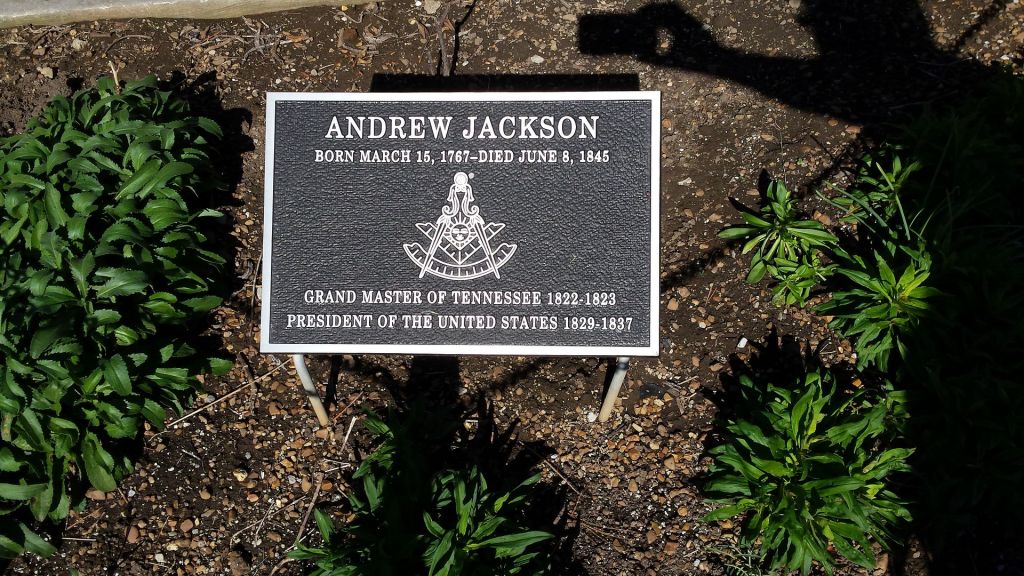 ANDREW JACKSON
BORN MARCH 15, 1767–DIED JUNE 8, 1845
GRAND MASTER OF TENNESSEE 1822-1823
PRESIDENT OF THE UNITED STATES 1829-1837